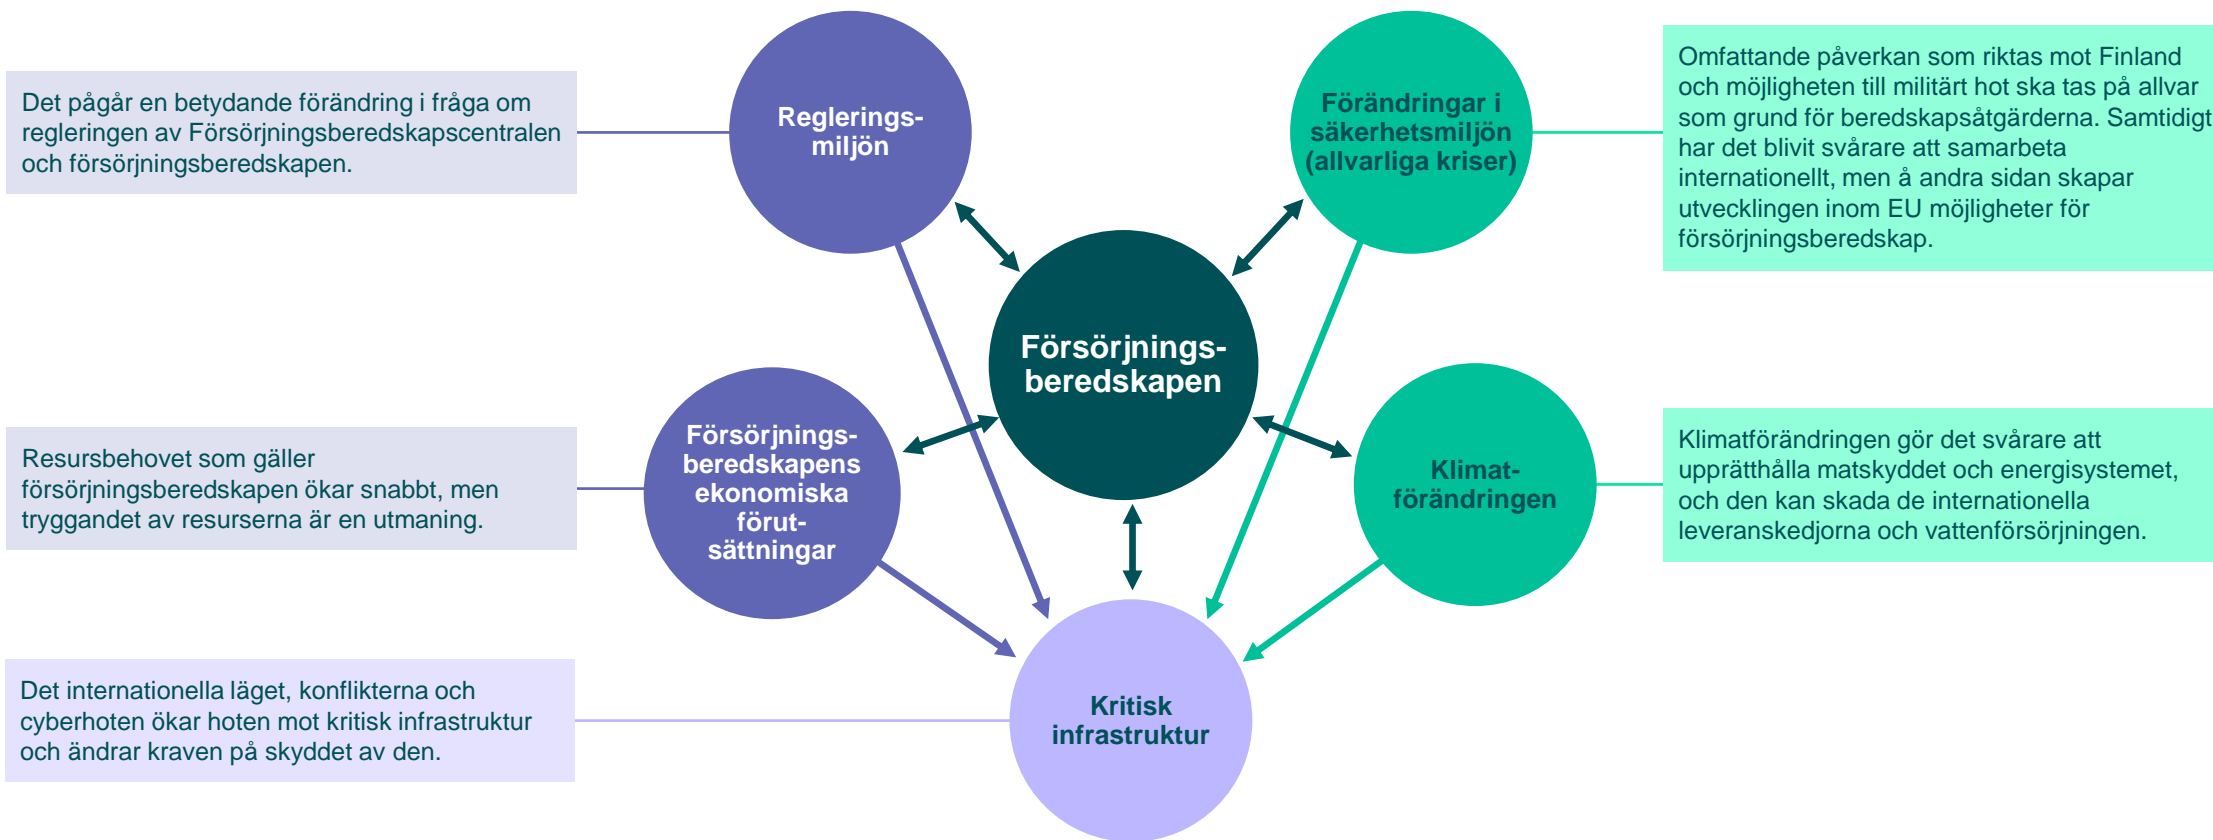 Det pågår en betydande förändring i fråga om
regleringen av Försörjningsberedskapscentralen
och försörjningsberedskapen.
Reglerings-
miljön
Förändringar i
säkerhetsmiljön
(allvarliga kriser)
Omfattande påverkan som riktas mot Finland
och möjligheten till militärt hot ska tas på allvar
som grund för beredskapsåtgärderna. Samtidigt
har det blivit svårare att samarbeta
internationellt, men å andra sidan skapar
utvecklingen inom EU möjligheter för
försörjningsberedskap.
Försörjnings-
beredskapen
Resursbehovet som gäller
försörjningsberedskapen ökar snabbt, men
tryggandet av resurserna är en utmaning.
Försörjnings-
beredskapens
ekonomiska
förut-
sättningar
Klimat-
förändringen
Klimatförändringen gör det svårare att
upprätthålla matskyddet och energisystemet,
och den kan skada de internationella
leveranskedjorna och vattenförsörjningen.
Det internationella läget, konflikterna och
cyberhoten ökar hoten mot kritisk infrastruktur
och ändrar kraven på skyddet av den.
Kritisk
infrastruktur